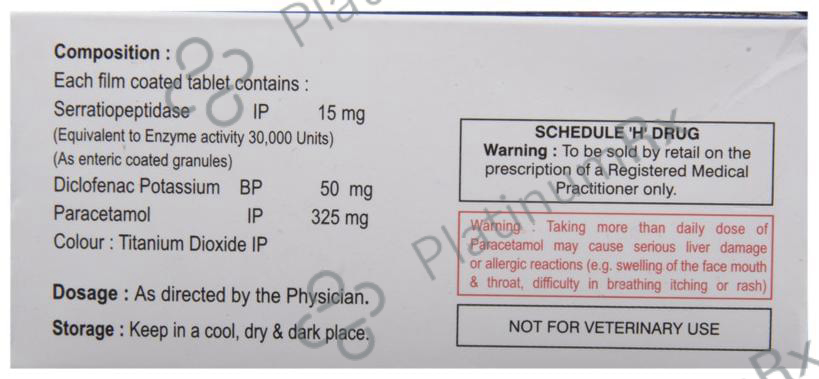 Composition :
Each film coated tablet contains :
Serratiopeptidase IP 15 mg
(Equivalent to Enzyme activity 30,000 Units)
(As enteric coated granules)
Diclofenac Potassium BP 50 mg
Paracetamol IP 325 mg
Colour : Titanium Dioxide IP
Dosage : As directed by the Physician.
Storage : Keep in a cool, dry & dark place.
SCHEDULE 'H' DRUG
Warning : To be sold by retail on the
prescription of a Registered Medical
Practitioner only.
Warning : Taking more than daily dose of
Paracetamol may cause serious liver damage
or allergic reactions (e.g. swelling of the face mouth
& throat, difficulty in breathing itching or rash)
NOT FOR VETERINARY USE
PlatinumRx